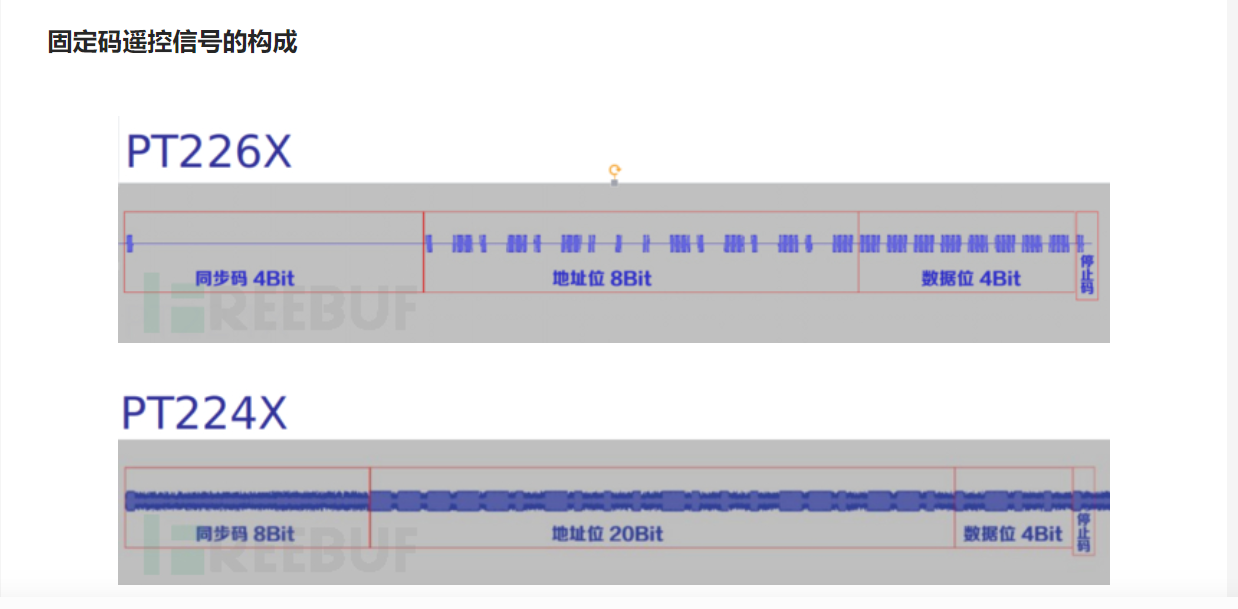 固定码遥控信号的构成
PT226X
同步码 4Bit
地址位 8Bit
数据位 4Bit
停止码
REEBUF
PT224X
同步码 8Bit
地址位 20Bit
数据位 4Bit
停止码
REEBUF